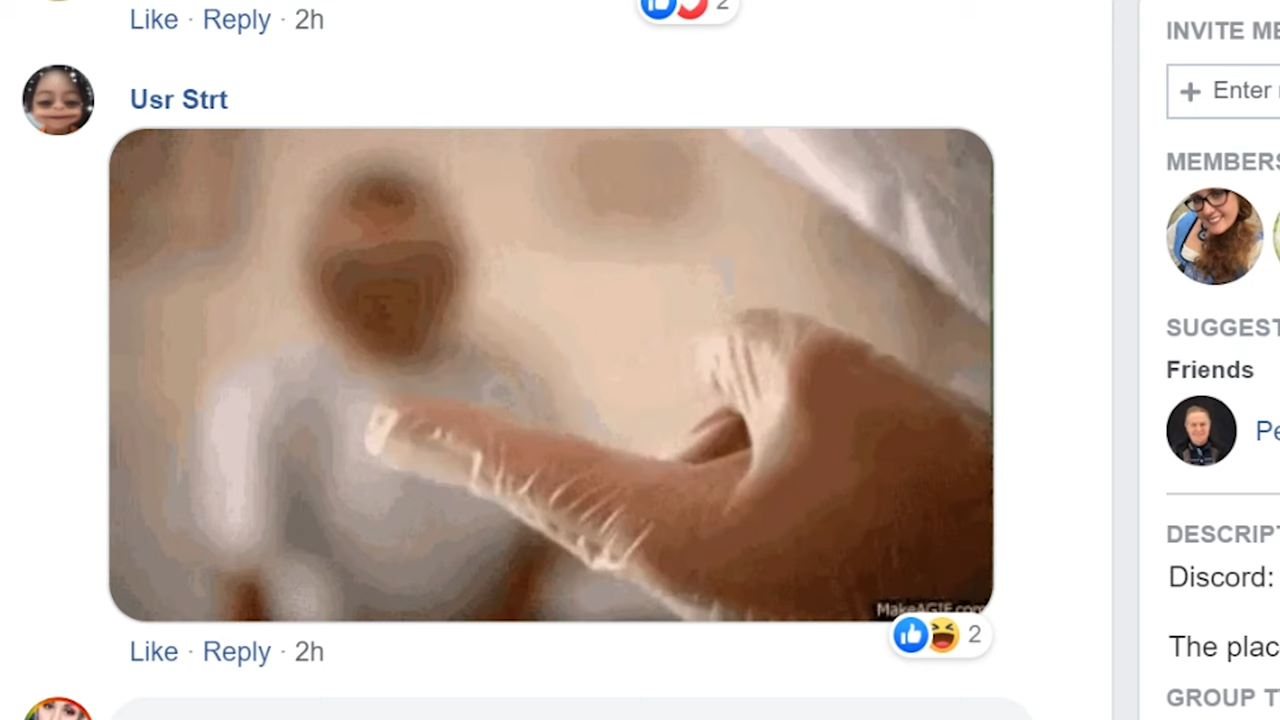 Like · Reply · 2h
2
Usr Strt
MakeAGIF.com
Like · Reply · 2h
2
INVITE ME
+ Enter
MEMBERS
SUGGEST
Friends
Pe
DESCRIPT
Discord:
The plac
GROUP T